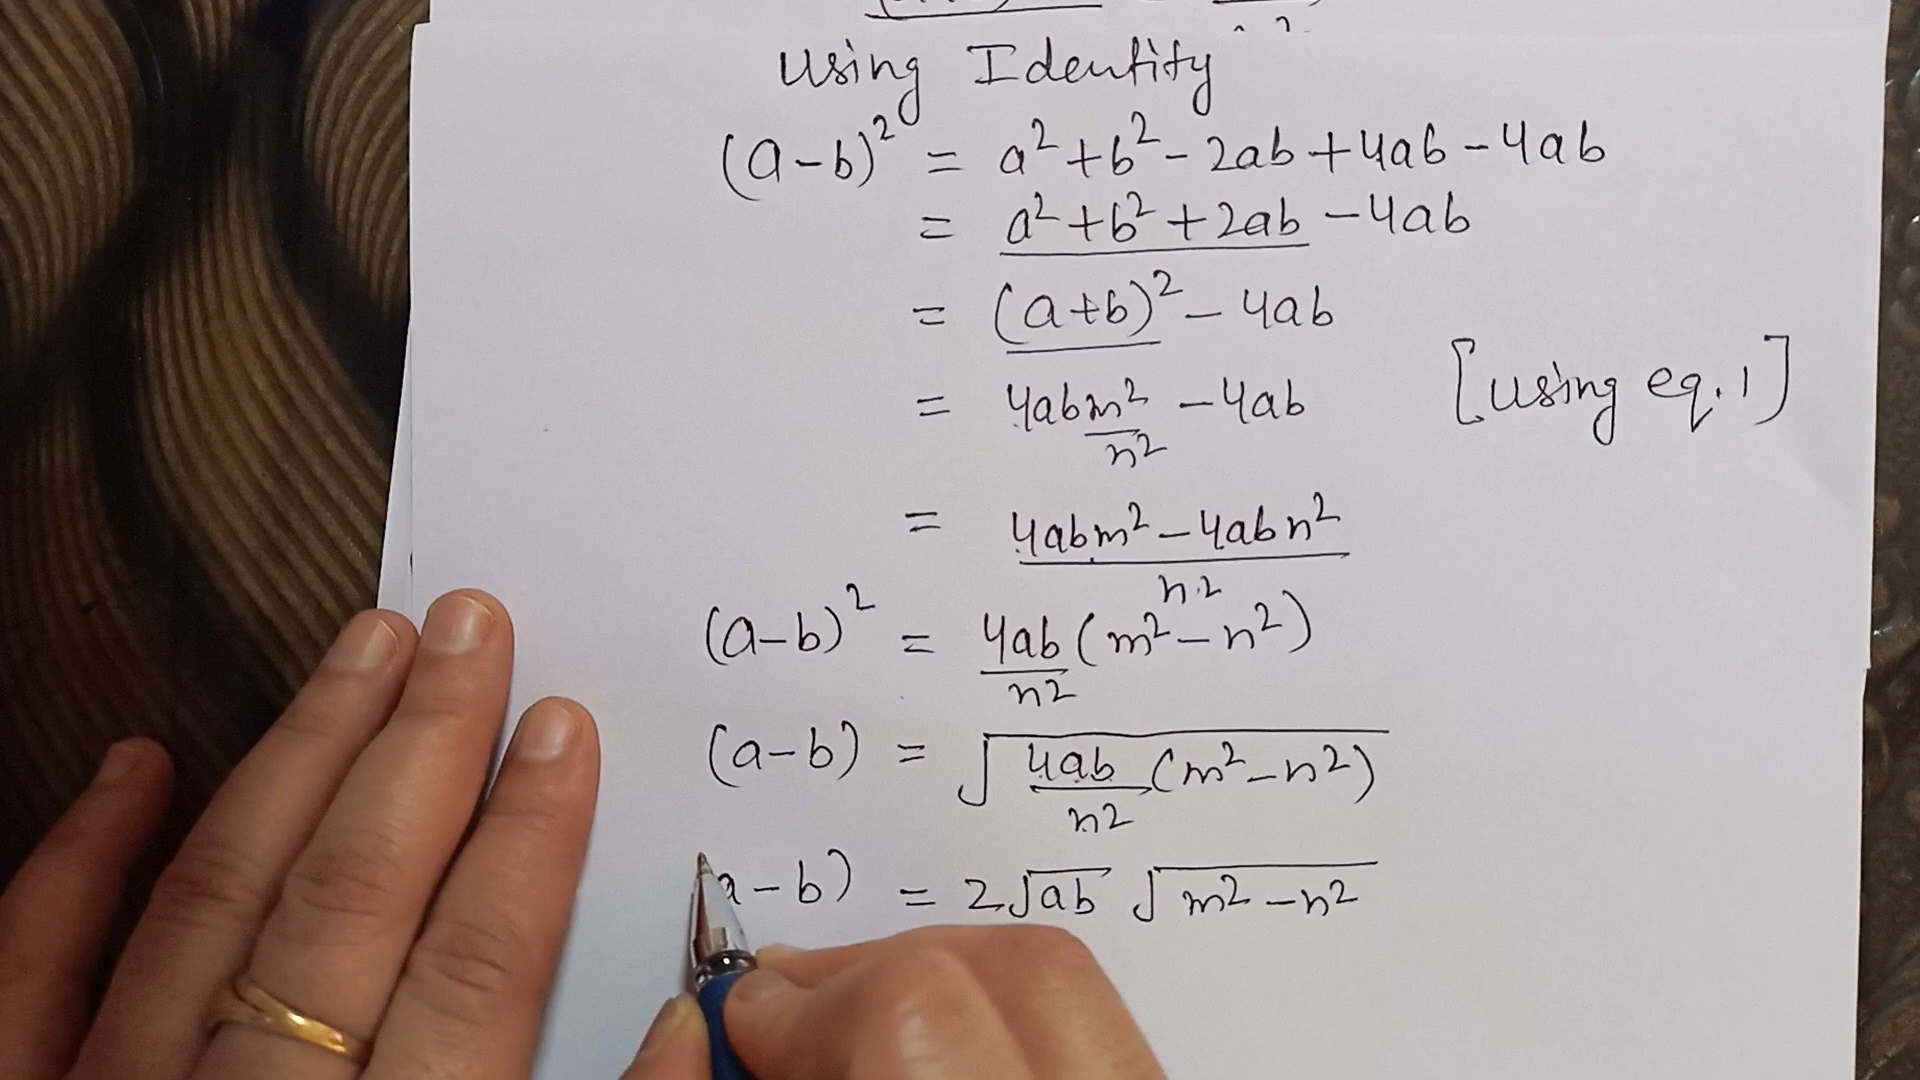 Using Identity
(a-b)² = a²+b²-2ab+4ab-4ab
= a²+b²+2ab-4ab
= (a+b)²-4ab
= 4abm²/n² -4ab [using eq.1]
= 4abm²-4abn²/n²
(a-b)² = 4ab/n² (m²-n²)
(a-b) = √4ab/n² (m²-n²)
a-b) = 2√ab √m²-n²